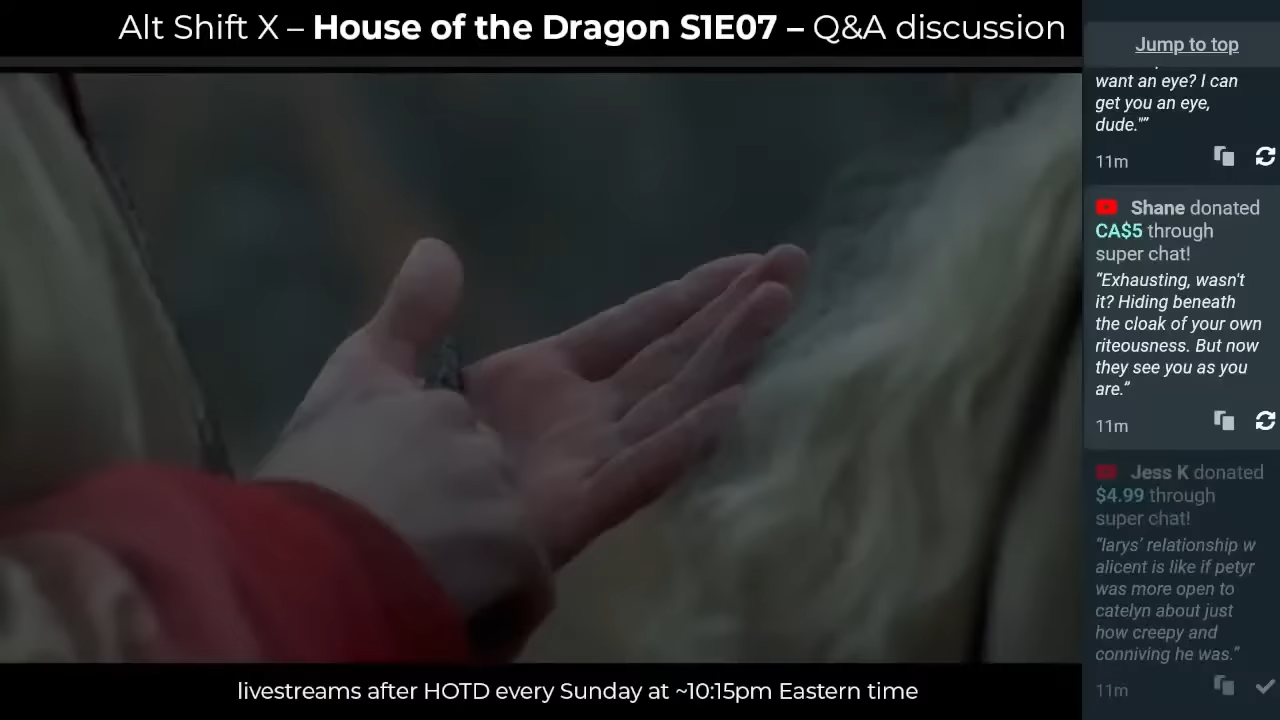 Alt Shift X – House of the Dragon S1E07 – Q&A discussion
Jump to top
want an eye? I can
get you an eye,
dude."”
11m
Shane donated
CA$5 through
super chat!
“Exhausting, wasn't
it? Hiding beneath
the cloak of your own
riteousness. But now
they see you as you
are.”
11m
Jess K donated
$4.99 through
super chat!
“larys’ relationship w
alicent is like if petyr
was more open to
catelyn about just
how creepy and
conniving he was.”
11m
livestreams after HOTD every Sunday at ~10:15pm Eastern time